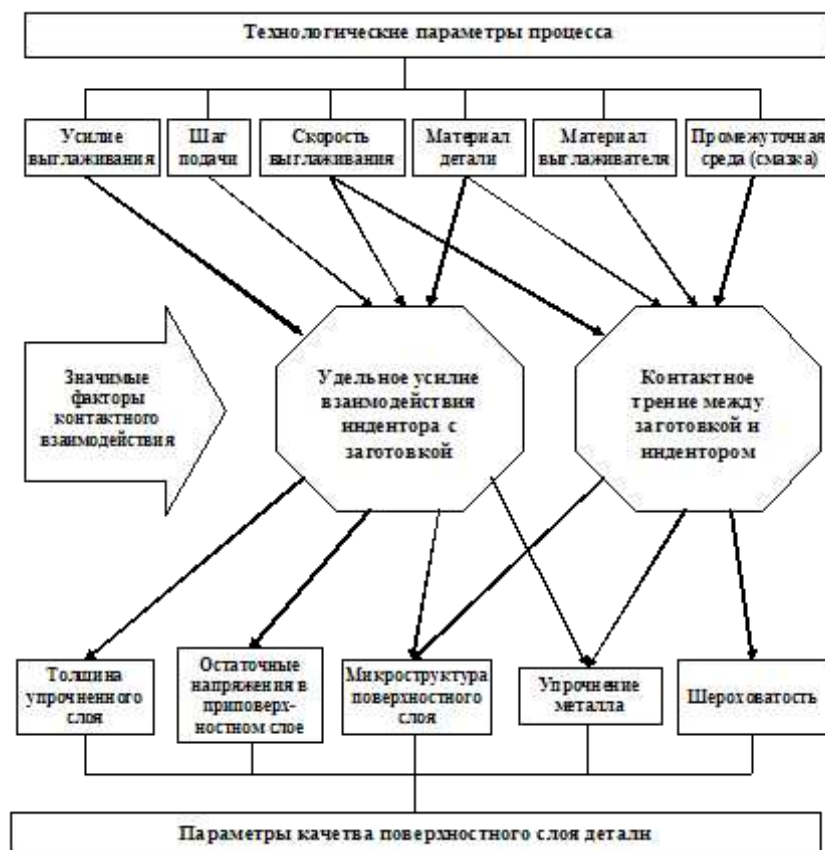 Технологические параметры процесса
Усилие
выглаживания
Шаг
подачи
Скорость
выглаживания
Материал
детали
Материал
выглаживателя
Промежуточная
среда (смазка)
Значимые
факторы
контактного
взаимодействия
Удельное усилие
взаимодействия
индентора с
заготовкой
Контактное
трение между
заготовкой и
индентором
Толщина
упрочненного
слоя
Остаточные
напряжения в
приповерх-
ностном слое
Микроструктура
поверхностного
слоя
Упрочнение
металла
Шероховатость
Параметры качетва поверхностного слоя детали